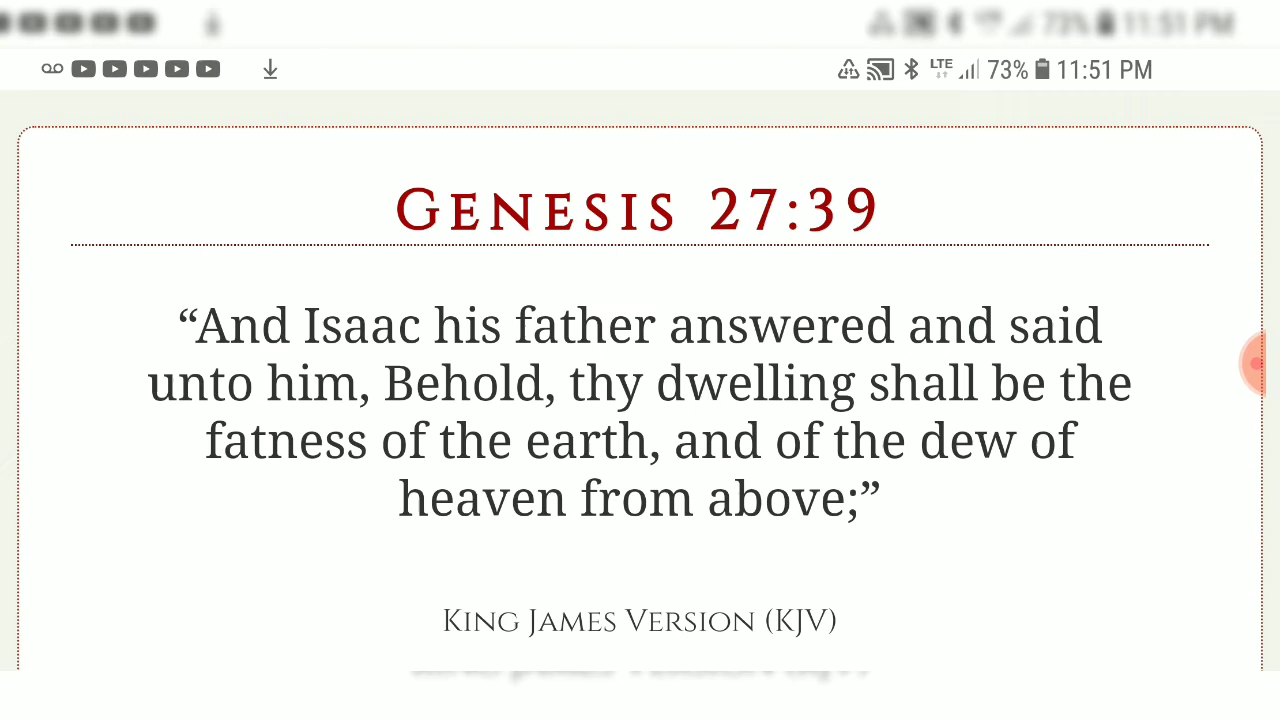 LTE 73% 11:51 PM
GENESIS 27:39
“And Isaac his father answered and said
unto him, Behold, thy dwelling shall be the
fatness of the earth, and of the dew of
heaven from above;”
KING JAMES VERSION (KJV)